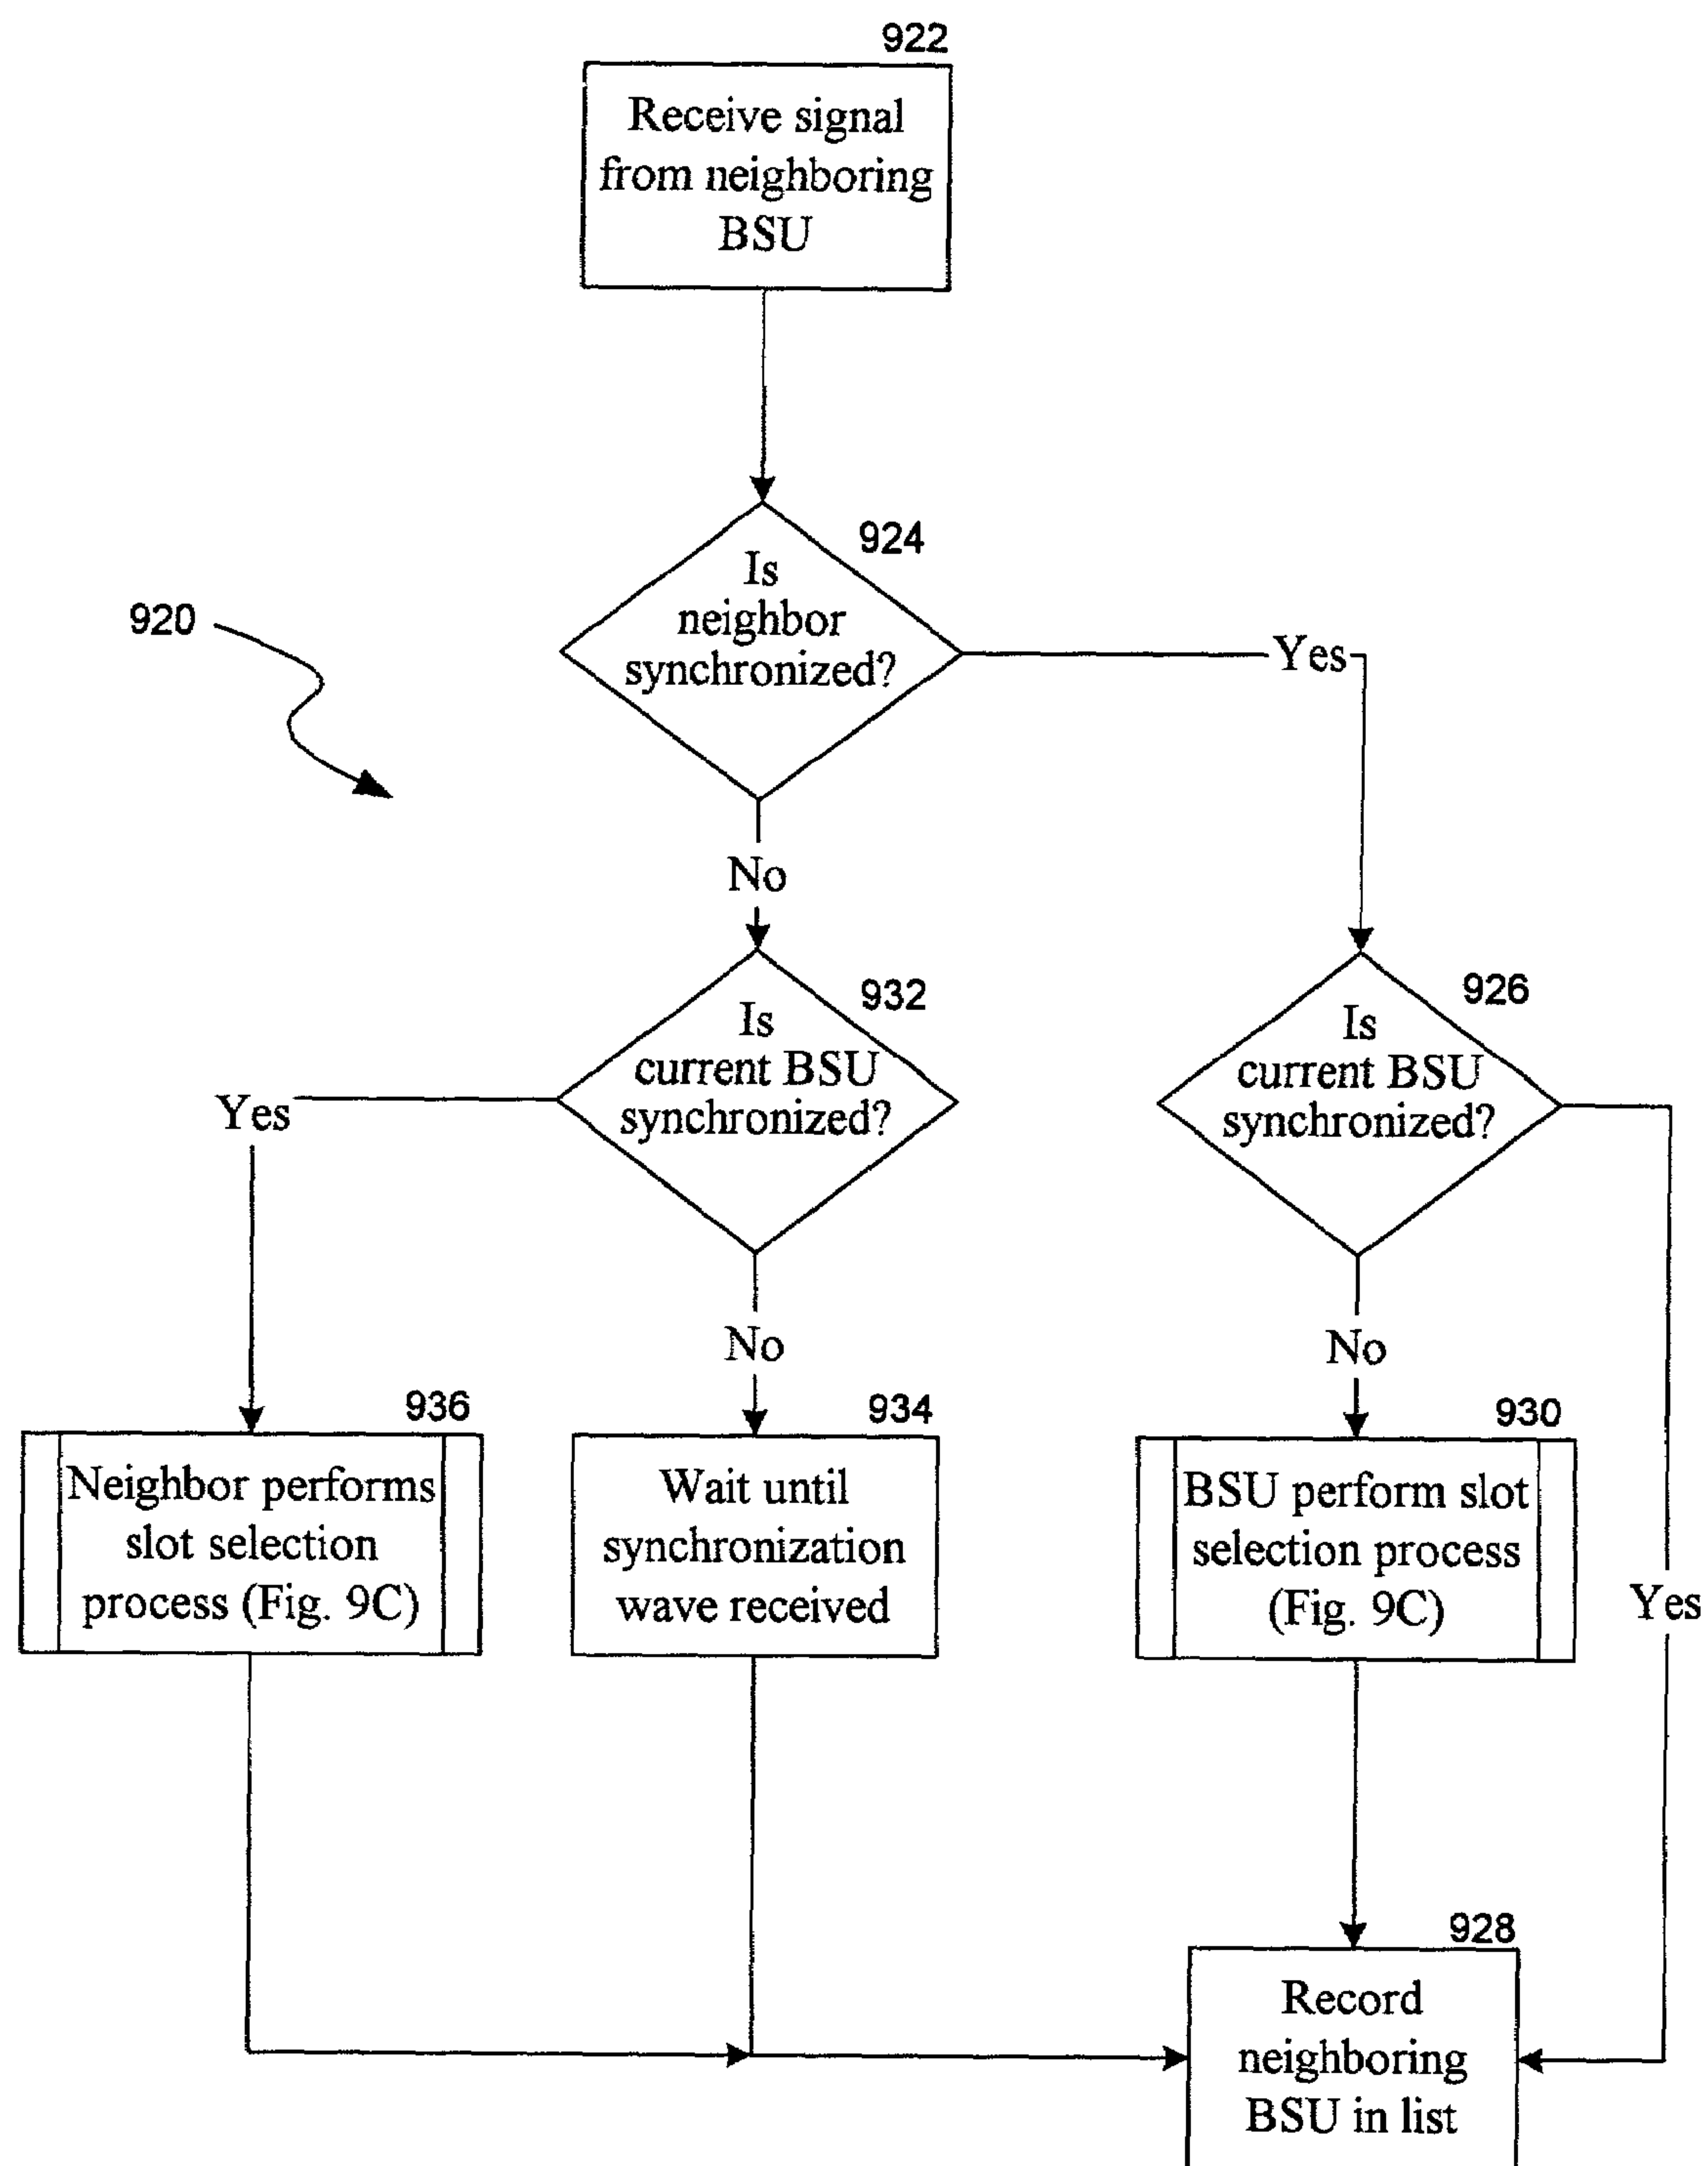 922
Receive signal
from neighboring
BSU
924
Is
neighbor
synchronized?
920
Yes
No
932
Is
current BSU
synchronized?
926
Is
current BSU
synchronized?
Yes
No
No
936
Neighbor performs
slot selection
process (Fig. 9C)
934
Wait until
synchronization
wave received
930
BSU perform slot
selection process
(Fig. 9C)
Yes
928
Record
neighboring
BSU in list